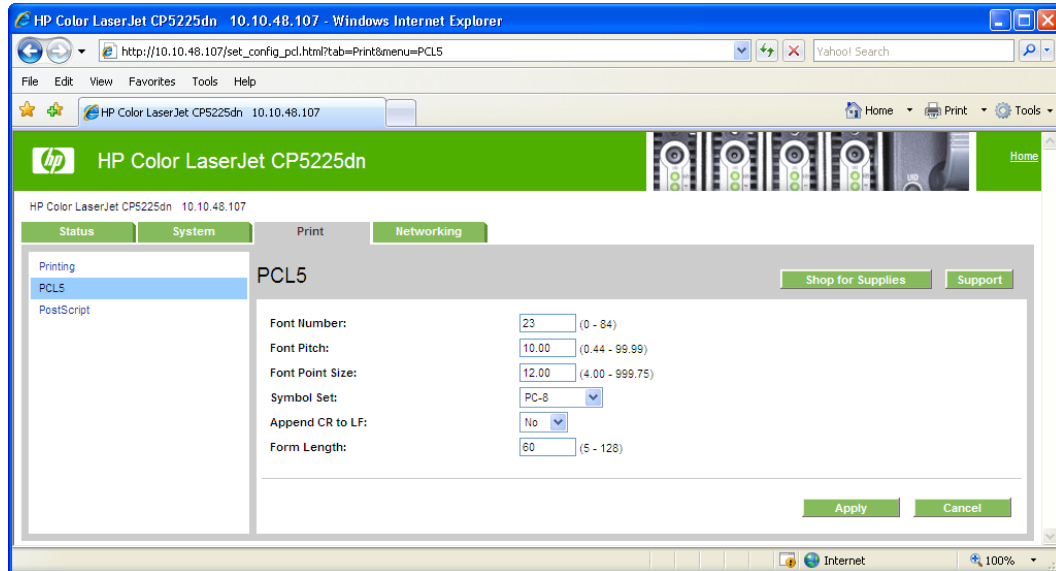 HP Color LaserJet CP5225dn   10.10.48.107 - Windows Internet Explorer
http://10.10.48.107/set_config_pcl.html?tab=Print&menu=PCL5
Yahoo! Search
File Edit View Favorites Tools Help
HP Color LaserJet CP5225dn 10.10.48.107
Home Print Tools
hp HP Color LaserJet CP5225dn
Home
HP Color LaserJet CP5225dn 10.10.48.107
Status System Print Networking
Printing
PCL5
PostScript
PCL5
Shop for Supplies Support
Font Number: 23 (0 - 84)
Font Pitch: 10.00 (0.44 - 99.99)
Font Point Size: 12.00 (4.00 - 999.75)
Symbol Set: PC-8
Append CR to LF: No
Form Length: 60 (5 - 128)
Apply Cancel
Internet 100%